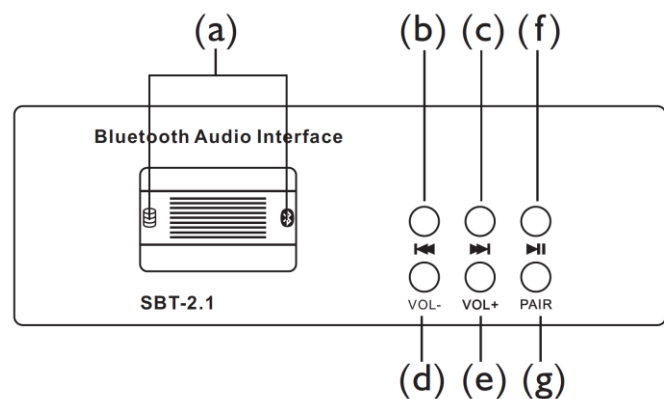 (a) (b) (c) (f)
Bluetooth Audio Interface
SBT-2.1
VOL- VOL+ PAIR
(d) (e) (g)